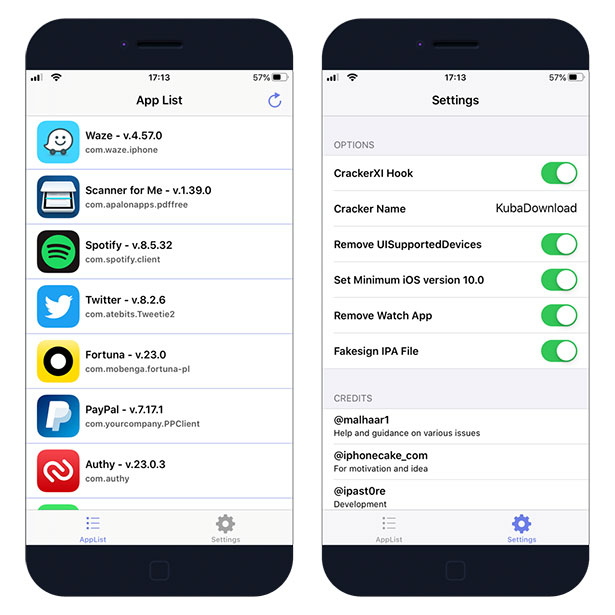 17:13
57%
App List
Waze - v.4.57.0
com.waze.iphone
Scanner for Me - v.1.39.0
com.apalonapps.pdffree
Spotify - v.8.5.32
com.spotify.client
Twitter - v.8.2.6
com.atebits.Tweetie2
Fortuna - v.23.0
com.mobenga.fortuna-pl
PayPal - v.7.17.1
com.yourcompany.PPClient
Authy - v.23.0.3
com.authy
AppList
Settings
17:13
57%
Settings
OPTIONS
CrackerXI Hook
Cracker Name
KubaDownload
Remove UISupportedDevices
Set Minimum iOS version 10.0
Remove Watch App
Fakesign IPA File
CREDITS
@malhaar1
Help and guidance on various issues
@iphonecake_com
For motivation and idea
@ipast0re
Development
AppList
Settings